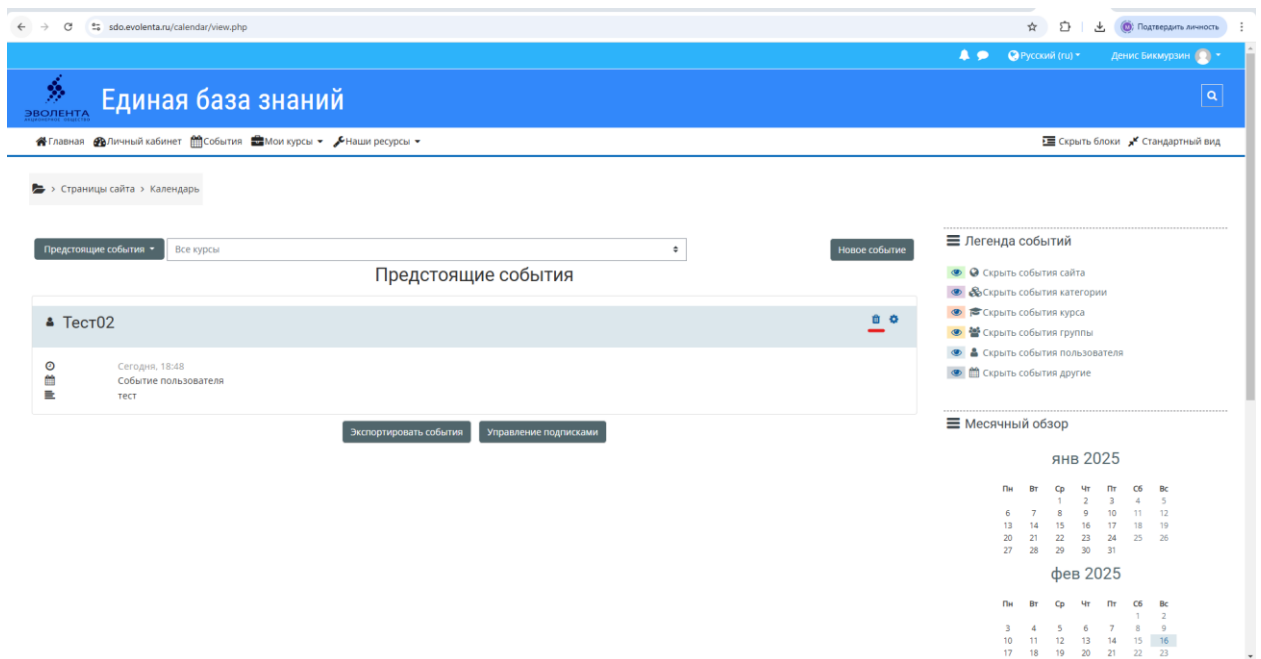 sdo.evolenta.ru/calendar/view.php
Подтвердить личность
Русский (ru)
Денис Бикмурзин
ЭВОЛЕНТА
Единая база знаний
Главная Личный кабинет События Мои курсы Наши ресурсы
Скрыть блоки Стандартный вид
Страницы сайта > Календарь
Предстоящие события
Все курсы
Новое событие
Предстоящие события
Тест02
Сегодня, 18:48
Событие пользователя
тест
Экспортировать события
Управление подписками
Легенда событий
Скрыть события сайта
Скрыть события категории
Скрыть события курса
Скрыть события группы
Скрыть события пользователя
Скрыть события другие
Месячный обзор
янв 2025
Пн Вт Ср Чт Пт Сб Вс
1 2 3 4 5
6 7 8 9 10 11 12
13 14 15 16 17 18 19
20 21 22 23 24 25 26
27 28 29 30 31
фев 2025
Пн Вт Ср Чт Пт Сб Вс
1 2
3 4 5 6 7 8 9
10 11 12 13 14 15 16
17 18 19 20 21 22 23